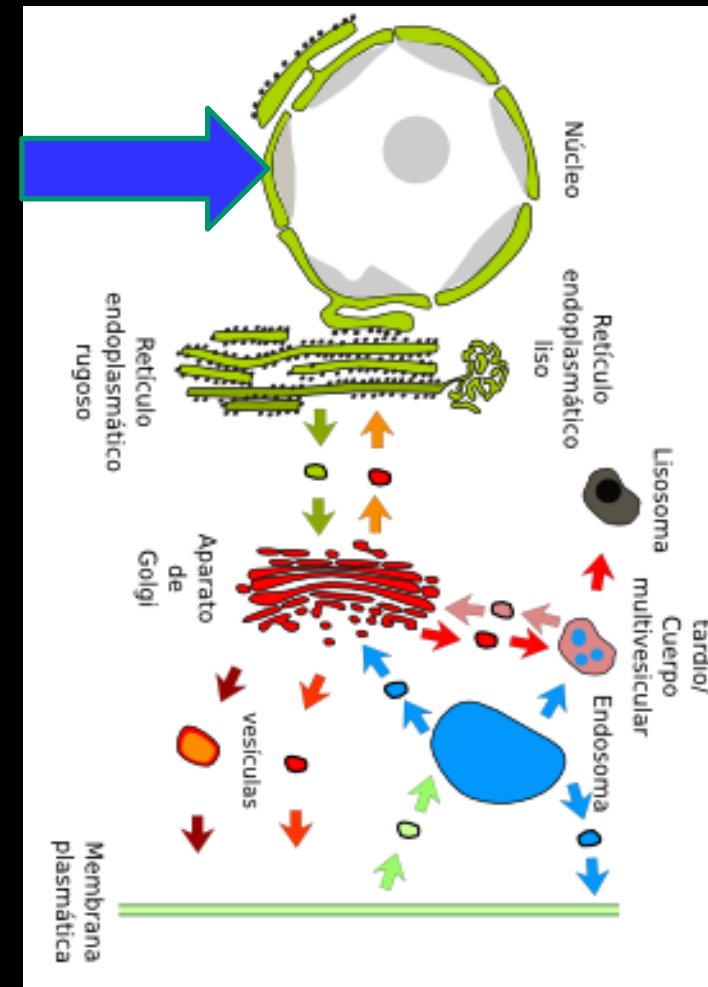 Núcleo
Retículo
endoplasmático
liso
Retículo
endoplasmático
rugoso
Lisosoma
tardío/
Cuerpo
multivesicular
Aparato
de
Golgi
Endosoma
vesículas
Membrana
plasmática